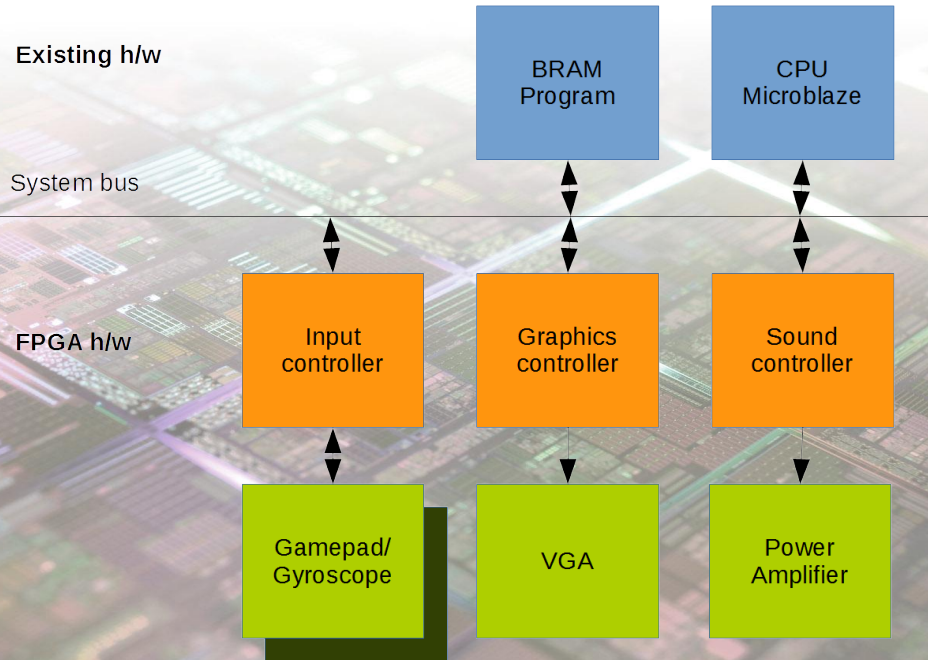 Existing h/w
BRAM
Program
CPU
Microblaze
System bus
FPGA h/w
Input
controller
Graphics
controller
Sound
controller
Gamepad/
Gyroscope
VGA
Power
Amplifier